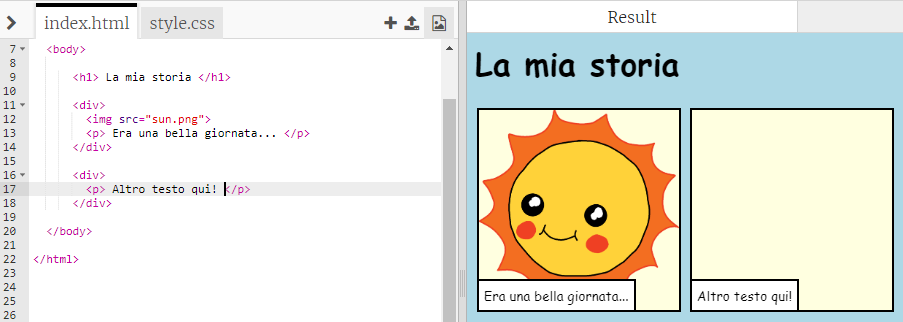 index.html style.css
7 <body>
8
9 <h1> La mia storia </h1>
10
11 <div>
12 <img src="sun.png">
13 <p> Era una bella giornata... </p>
14 </div>
15
16 <div>
17 <p> Altro testo qui! </p>
18 </div>
19
20 </body>
21
22 </html>
23
24
25
26
Result
La mia storia
Era una bella giornata...
Altro testo qui!